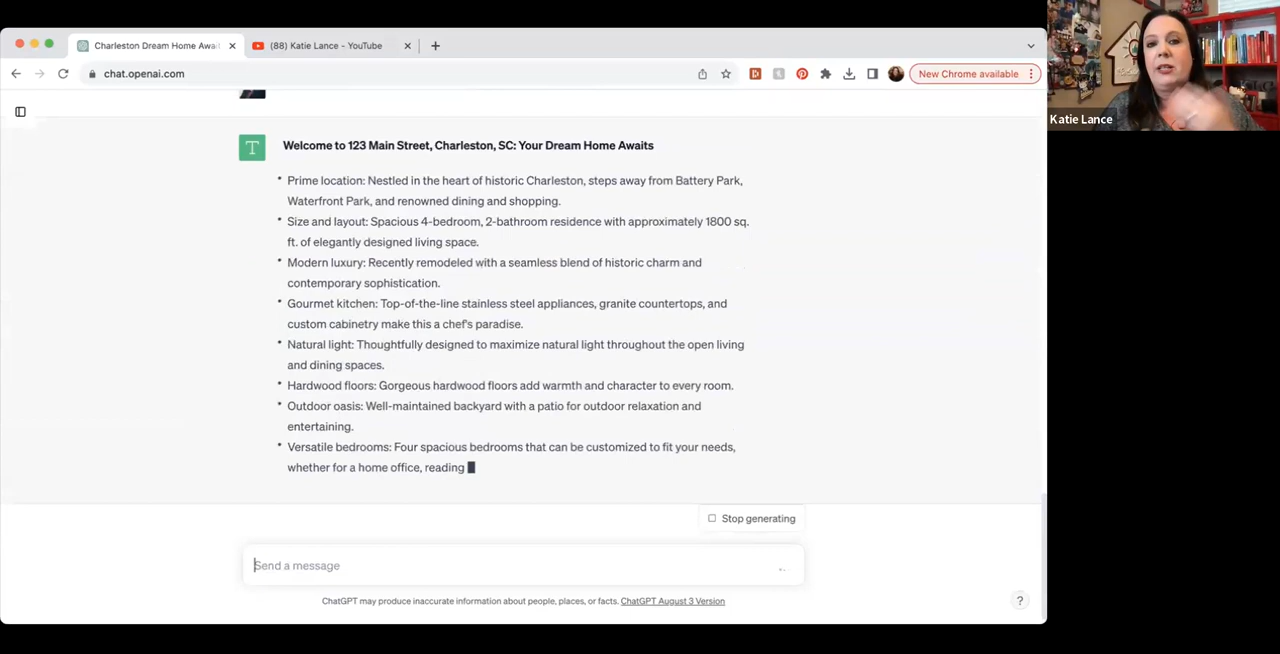 Charleston Dream Home Awai
(88) Katie Lance - YouTube
chat.openai.com
New Chrome available
Katie Lance
T
Welcome to 123 Main Street, Charleston, SC: Your Dream Home Awaits
• Prime location: Nestled in the heart of historic Charleston, steps away from Battery Park,
Waterfront Park, and renowned dining and shopping.
• Size and layout: Spacious 4-bedroom, 2-bathroom residence with approximately 1800 sq.
ft. of elegantly designed living space.
• Modern luxury: Recently remodeled with a seamless blend of historic charm and
contemporary sophistication.
• Gourmet kitchen: Top-of-the-line stainless steel appliances, granite countertops, and
custom cabinetry make this a chef's paradise.
• Natural light: Thoughtfully designed to maximize natural light throughout the open living
and dining spaces.
• Hardwood floors: Gorgeous hardwood floors add warmth and character to every room.
• Outdoor oasis: Well-maintained backyard with a patio for outdoor relaxation and
entertaining.
• Versatile bedrooms: Four spacious bedrooms that can be customized to fit your needs,
whether for a home office, reading
Stop generating
Send a message
ChatGPT may produce inaccurate information about people, places, or facts. ChatGPT August 3 Version
?